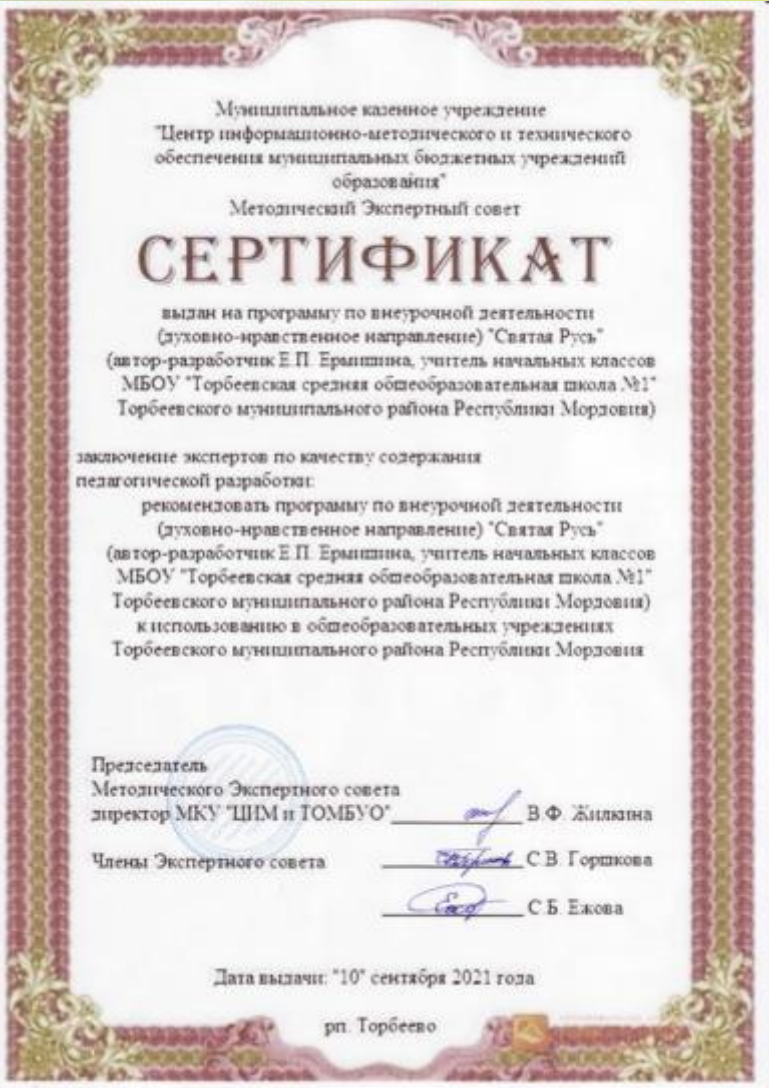 Муниципальное казенное учреждение
"Центр информационно-методического и технического
обеспечения муниципальных бюджетных учреждений
образования"
Методический Экспертный совет
СЕРТИФИКАТ
выдан на программу по внеурочной деятельности
(духовно-нравственное направление) "Святая Русь"
(автор-разработчик Е.П. Ермишина, учитель начальных классов
МБОУ "Торбеевская средняя общеобразовательная школа №1"
Торбеевского муниципального района Республики Мордовия)
заключение экспертов по качеству содержания
педагогической разработки:
рекомендовать программу по внеурочной деятельности
(духовно-нравственное направление) "Святая Русь"
(автор-разработчик Е.П. Ермишина, учитель начальных классов
МБОУ "Торбеевская средняя общеобразовательная школа №1"
Торбеевского муниципального района Республики Мордовия)
к использованию в общеобразовательных учреждениях
Торбеевского муниципального района Республики Мордовия
Председатель
Методического Экспертного совета
директор МКУ "ЦИМ и ТОМБУО" В.Ф. Жилкина
Члены Экспертного совета С.В. Горшкова
С.Б. Ежова
Дата выдачи: "10" сентября 2021 года
рп. Торбеево